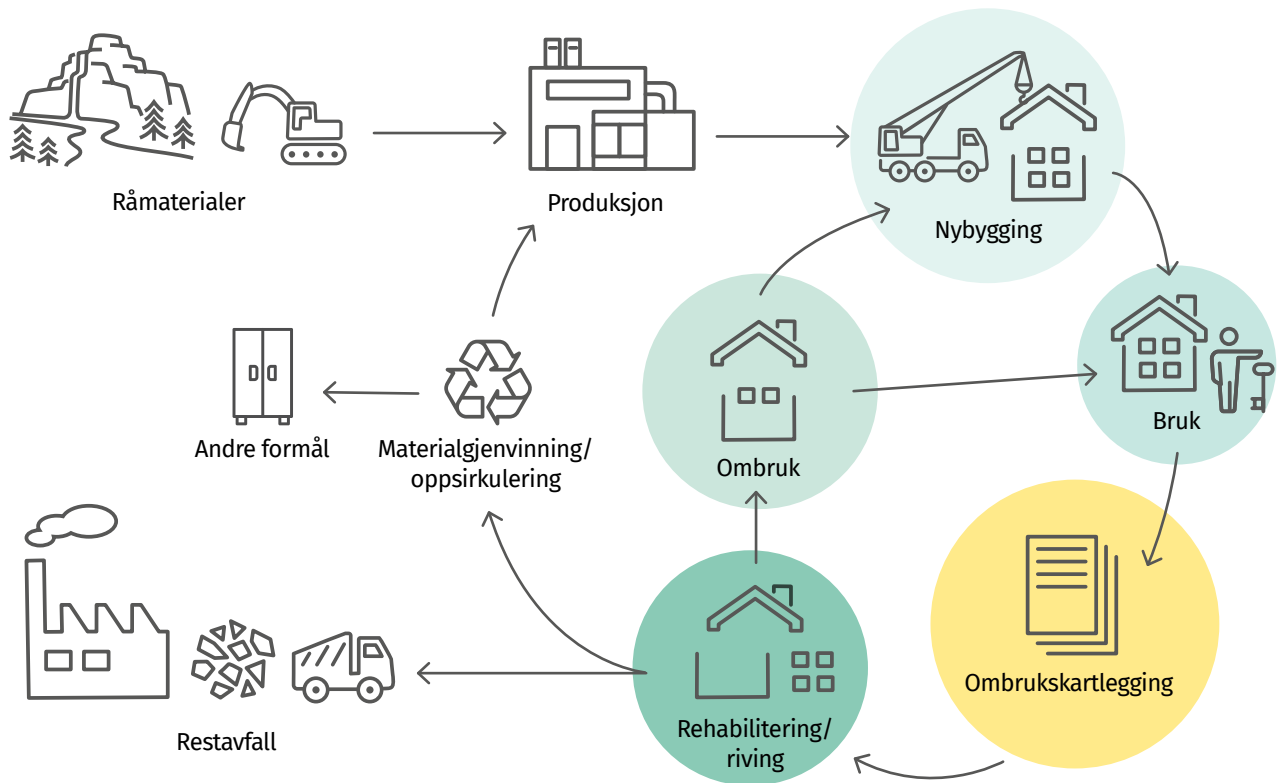 Råmaterialer
Produksjon
Nybygging
Andre formål
Materialgjenvinning/
oppsirkulering
Ombruk
Bruk
Restavfall
Rehabilitering/
riving
Ombrukskartlegging